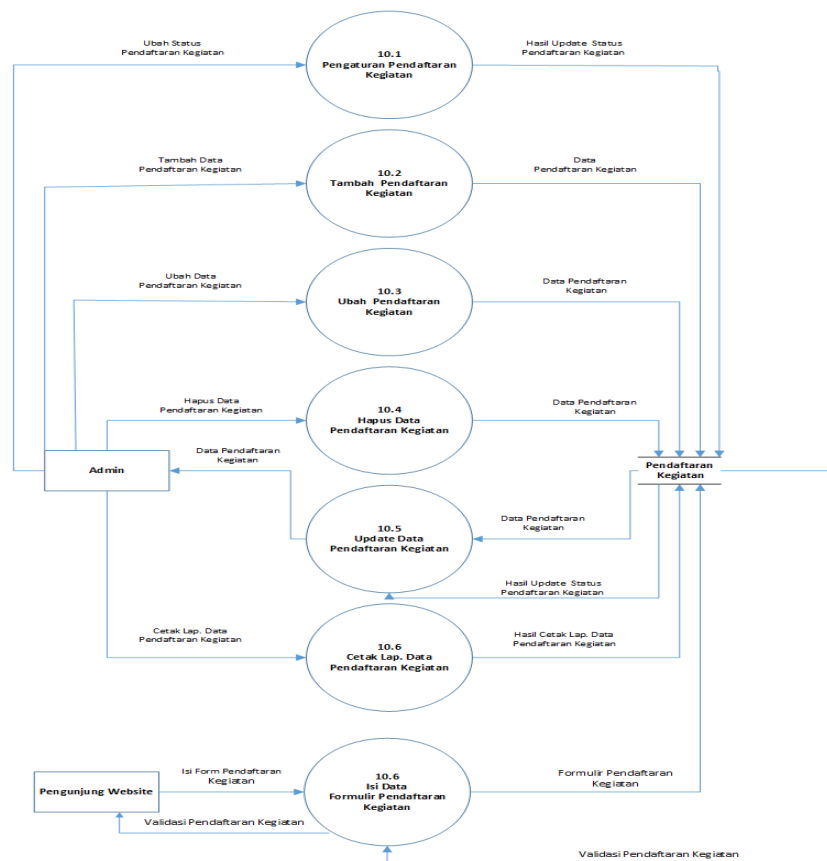 Ubah Status
Pendaftaran Kegiatan
10.1
Pengaturan Pendaftaran
Kegiatan
Hasil Update Status
Pendaftaran Kegiatan
Tambah Data
Pendaftaran Kegiatan
10.2
Tambah Pendaftaran
Kegiatan
Data
Pendaftaran Kegiatan
Ubah Data
Pendaftaran Kegiatan
10.3
Ubah Pendaftaran
Kegiatan
Data Pendaftaran
Kegiatan
Hapus Data
Pendaftaran Kegiatan
10.4
Hapus Data
Pendaftaran Kegiatan
Data Pendaftaran
Kegiatan
Admin
Data Pendaftaran
Kegiatan
Pendaftaran
Kegiatan
10.5
Update Data
Pendaftaran Kegiatan
Data Pendaftaran
Kegiatan
Hasil Update Status
Pendaftaran Kegiatan
Cetak Lap. Data
Pendaftaran Kegiatan
10.6
Cetak Lap. Data
Pendaftaran Kegiatan
Hasil Cetak Lap. Data
Pendaftaran Kegiatan
Pengunjung Website
Isi Form Pendaftaran
Kegiatan
10.6
Isi Data
Formulir Pendaftaran
Kegiatan
Formulir Pendaftaran
Kegiatan
Validasi Pendaftaran Kegiatan
Validasi Pendaftaran Kegiatan